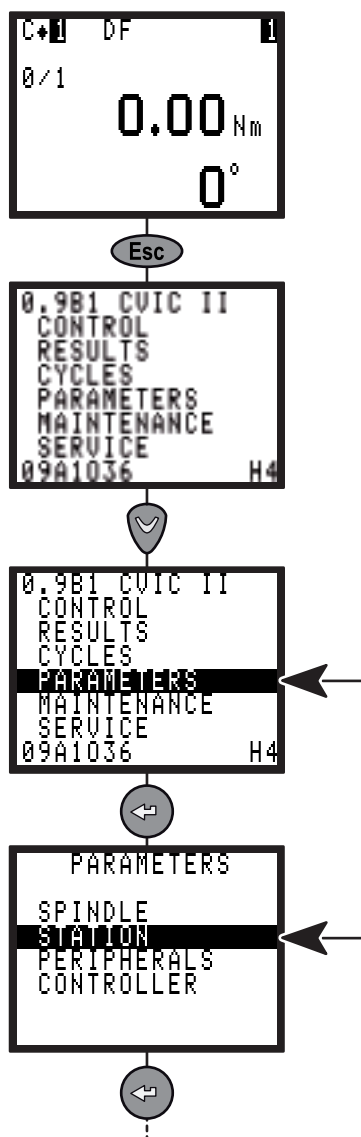 C♦1 DF 1
0/1
0.00 Nm
0°
Esc
0.9B1 CVIC II
CONTROL
RESULTS
CYCLES
PARAMETERS
MAINTENANCE
SERVICE
09A1036 H4
0.9B1 CVIC II
CONTROL
RESULTS
CYCLES
PARAMETERS
MAINTENANCE
SERVICE
09A1036 H4
PARAMETERS
SPINDLE
STATION
PERIPHERALS
CONTROLLER